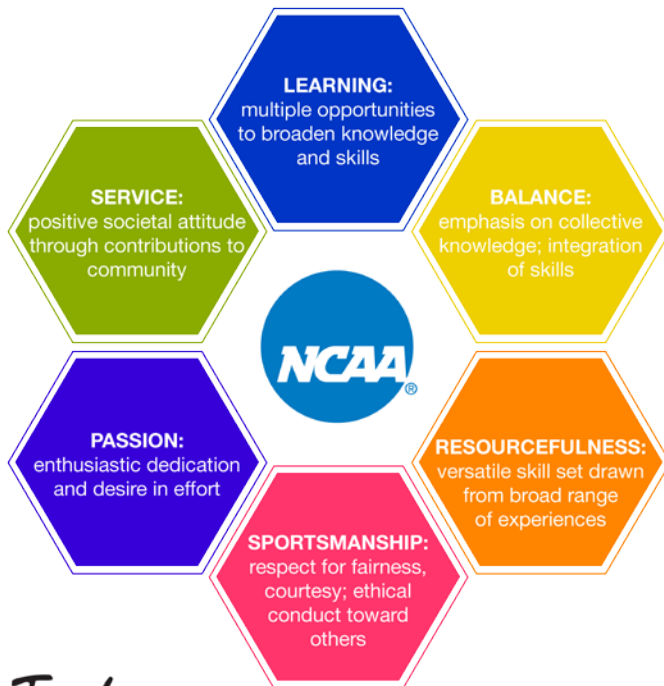 LEARNING:
multiple opportunities
to broaden knowledge
and skills
SERVICE:
positive societal attitude
through contributions to
community
BALANCE:
emphasis on collective
knowledge; integration
of skills
NCAA®
PASSION:
enthusiastic dedication
and desire in effort
RESOURCEFULNESS:
versatile skill set drawn
from broad range
of experiences
SPORTSMANSHIP:
respect for fairness,
courtesy; ethical
conduct toward
others